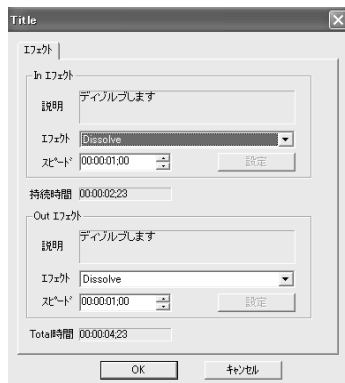 Title
エフェクト
In エフェクト
説明 ディゾルブします
エフェクト Dissolve
スピード 00:00:01;00 設定
持続時間 00:00:02;23
Out エフェクト
説明 ディゾルブします
エフェクト Dissolve
スピード 00:00:01;00 設定
Total時間 00:00:04;23
OK キャンセル